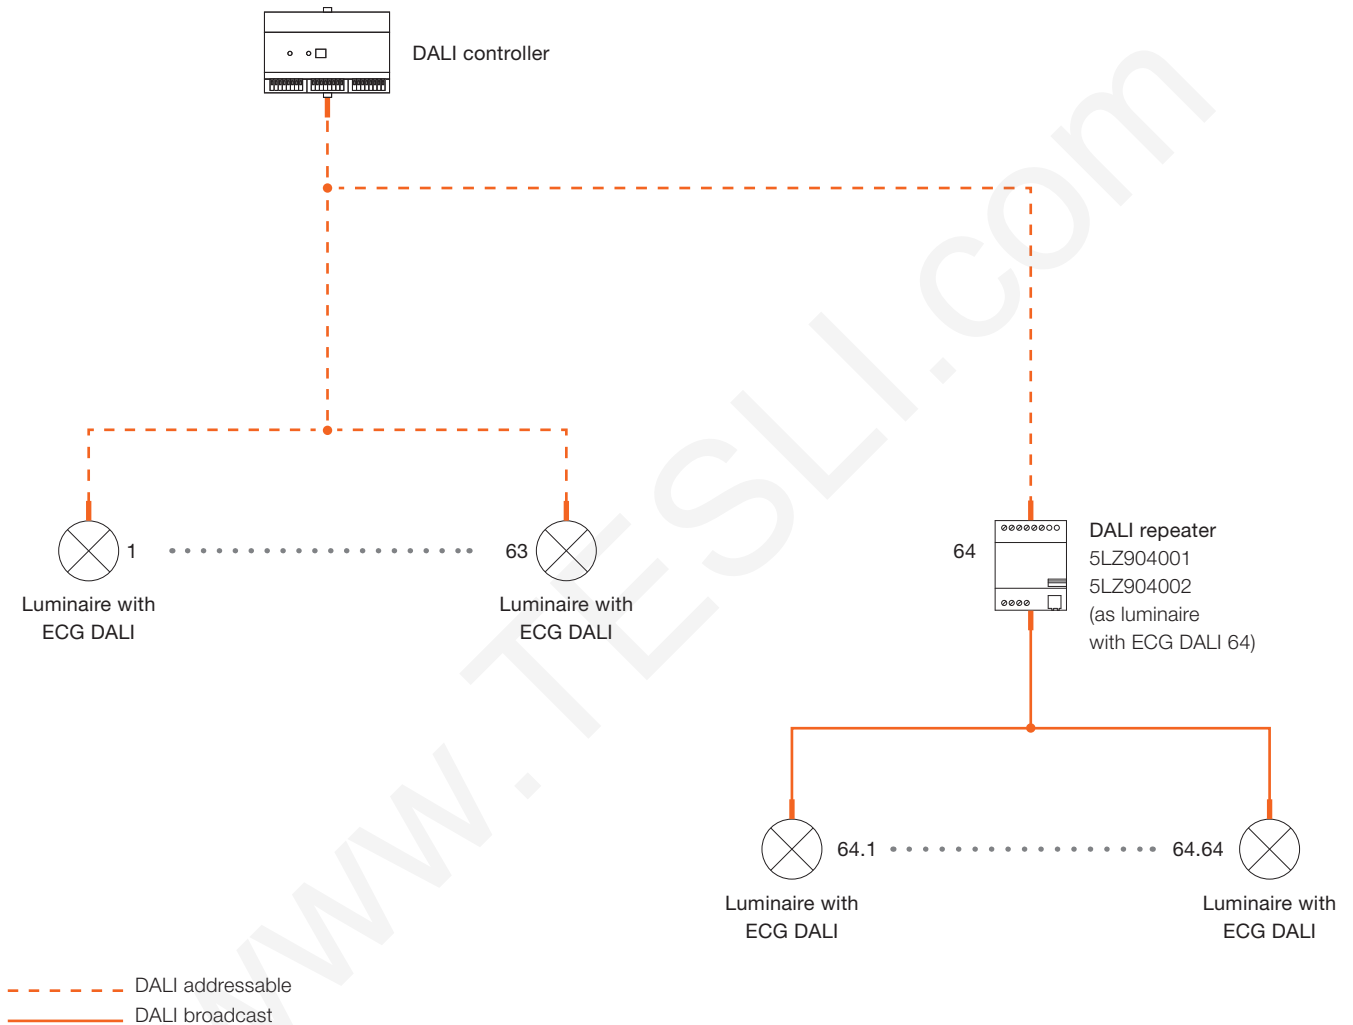 DALI controller
1
63
Luminaire with
ECG DALI
Luminaire with
ECG DALI
64
DALI repeater
5LZ904001
5LZ904002
(as luminaire
with ECG DALI 64)
64.1
64.64
Luminaire with
ECG DALI
Luminaire with
ECG DALI
DALI addressable
DALI broadcast
www.TESLI.com